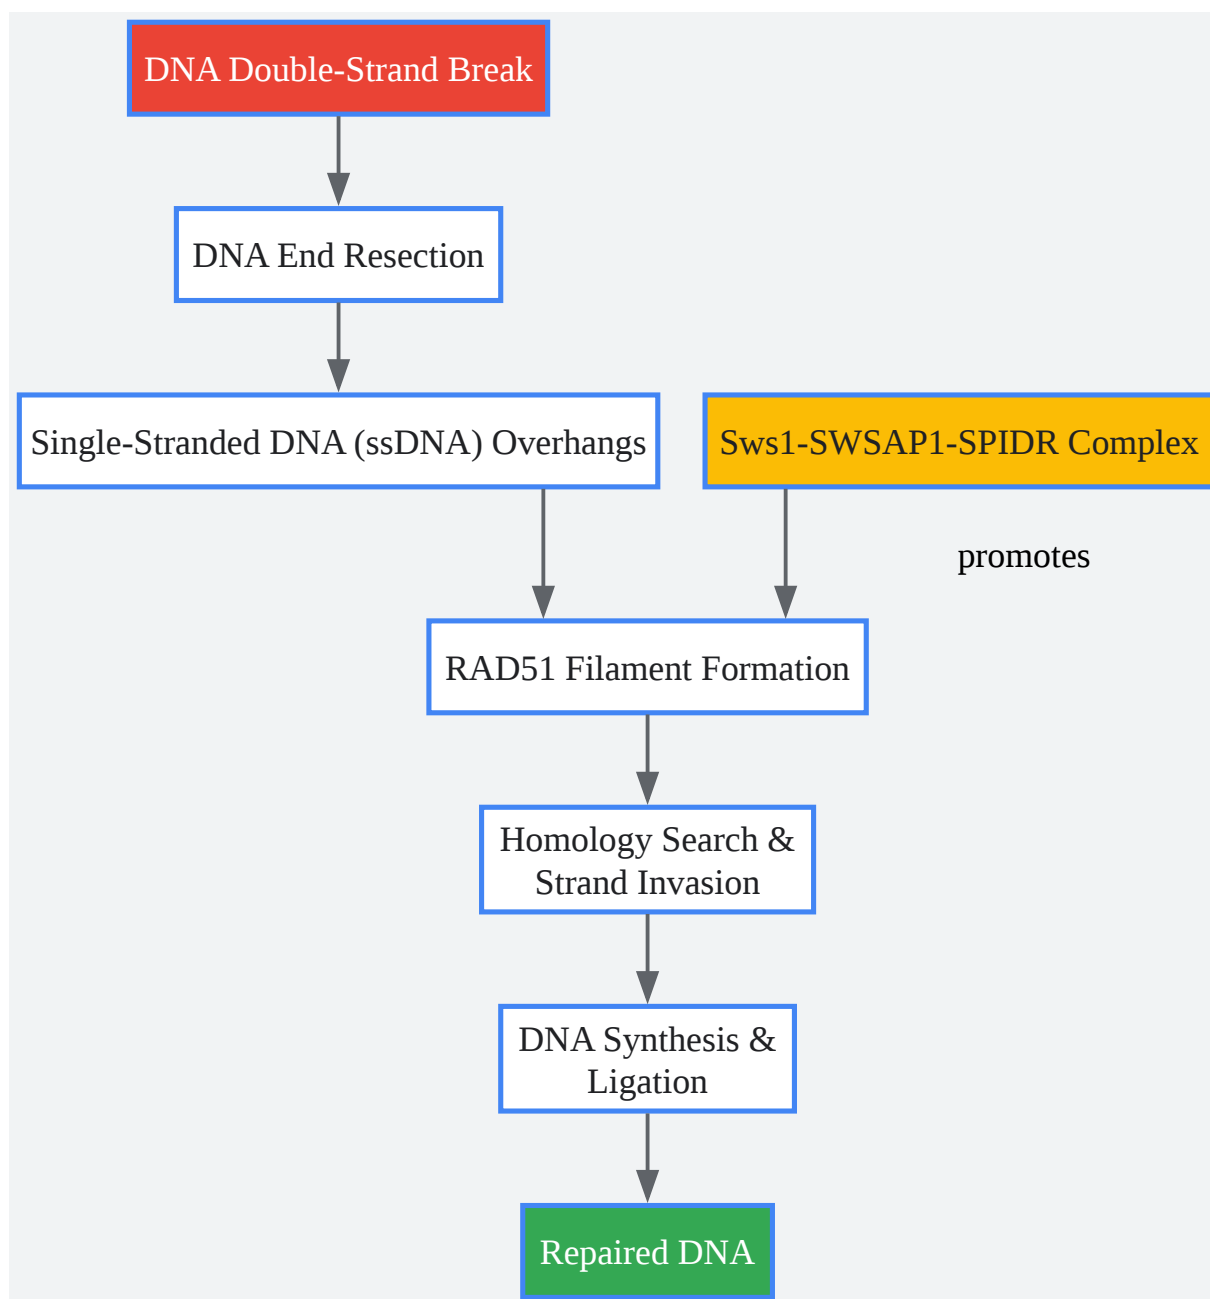 DNA Double-Strand Break
DNA End Resection
Single-Stranded DNA (ssDNA) Overhangs
Sws1-SWSAP1-SPIDR Complex
promotes
RAD51 Filament Formation
Homology Search &
Strand Invasion
DNA Synthesis &
Ligation
Repaired DNA